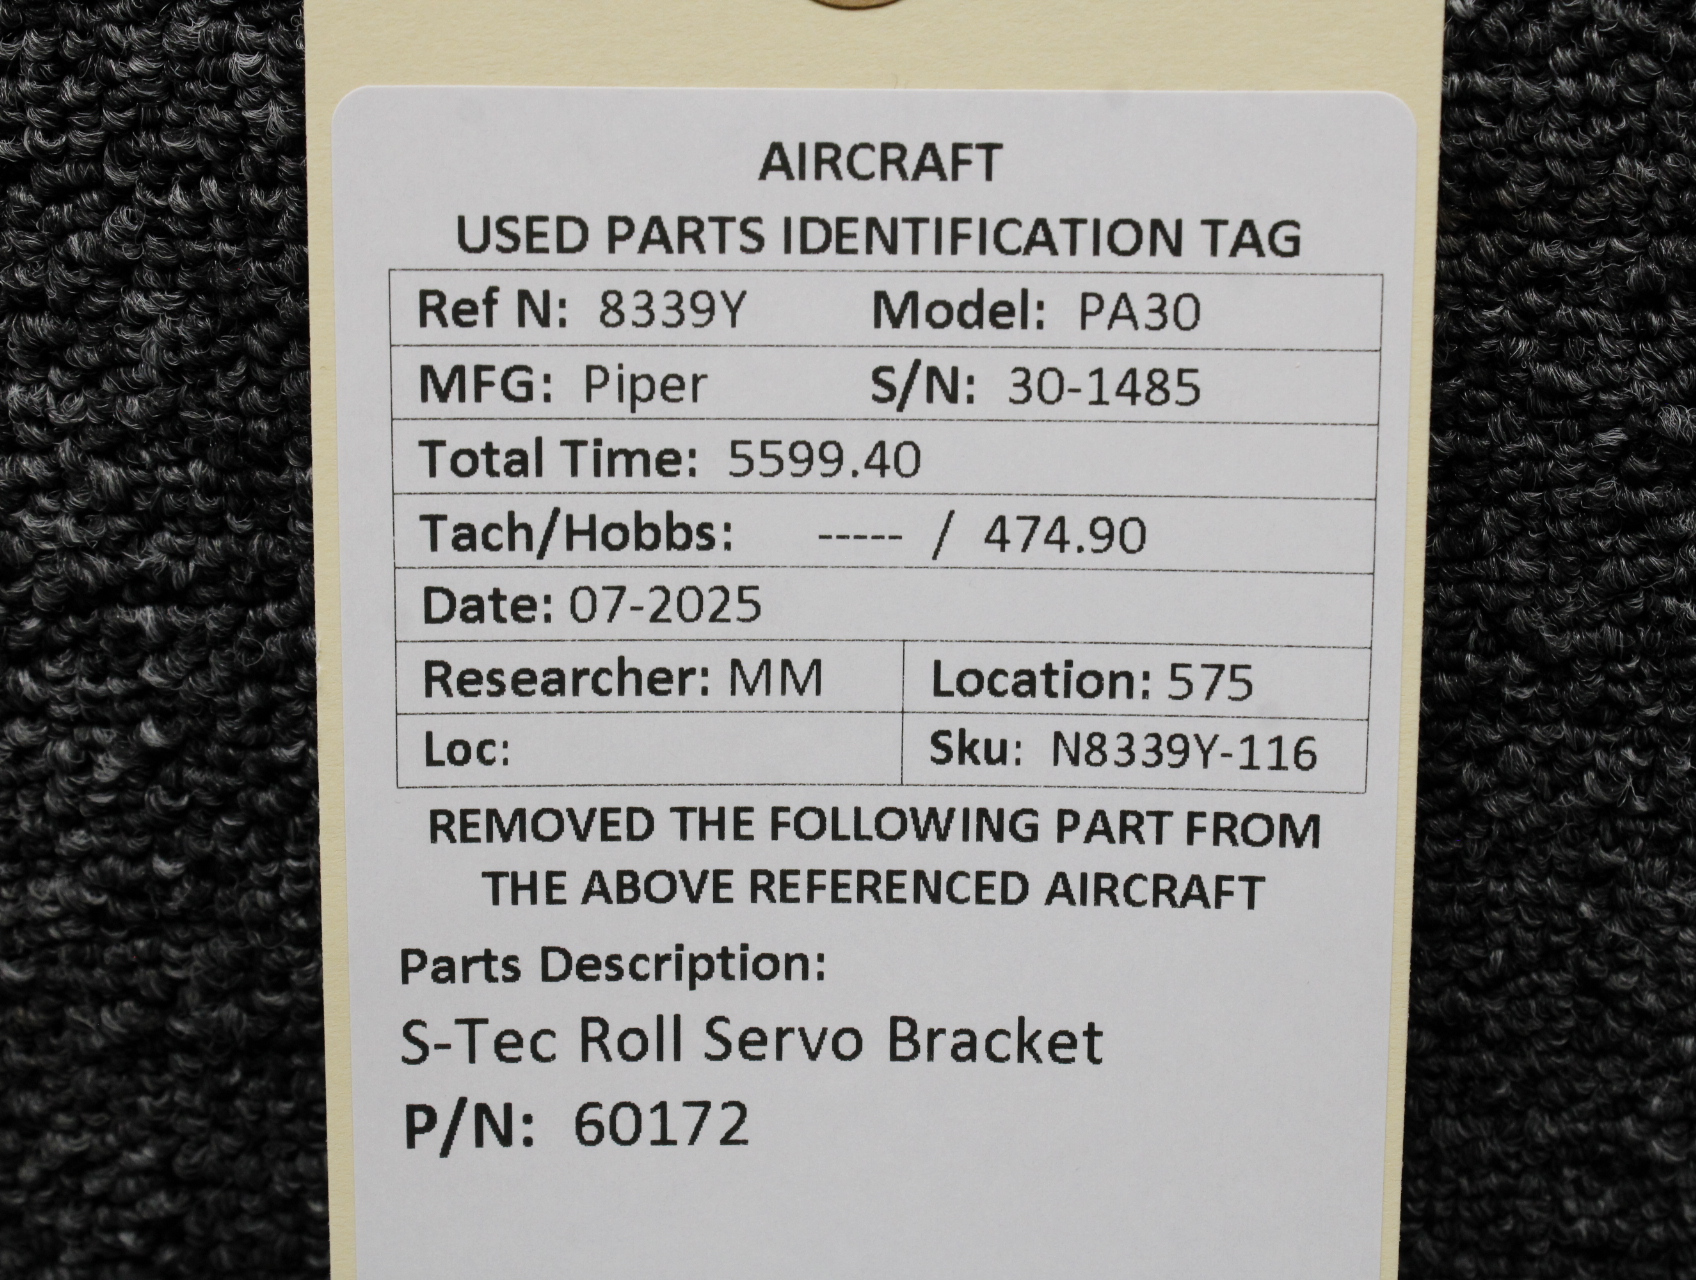 AIRCRAFT
USED PARTS IDENTIFICATION TAG
Ref N: 8339Y Model: PA30
MFG: Piper S/N: 30-1485
Total Time: 5599.40
Tach/Hobbs: ----- / 474.90
Date: 07-2025
Researcher: MM Location: 575
Loc: Sku: N8339Y-116
REMOVED THE FOLLOWING PART FROM
THE ABOVE REFERENCED AIRCRAFT
Parts Description:
S-Tec Roll Servo Bracket
P/N: 60172